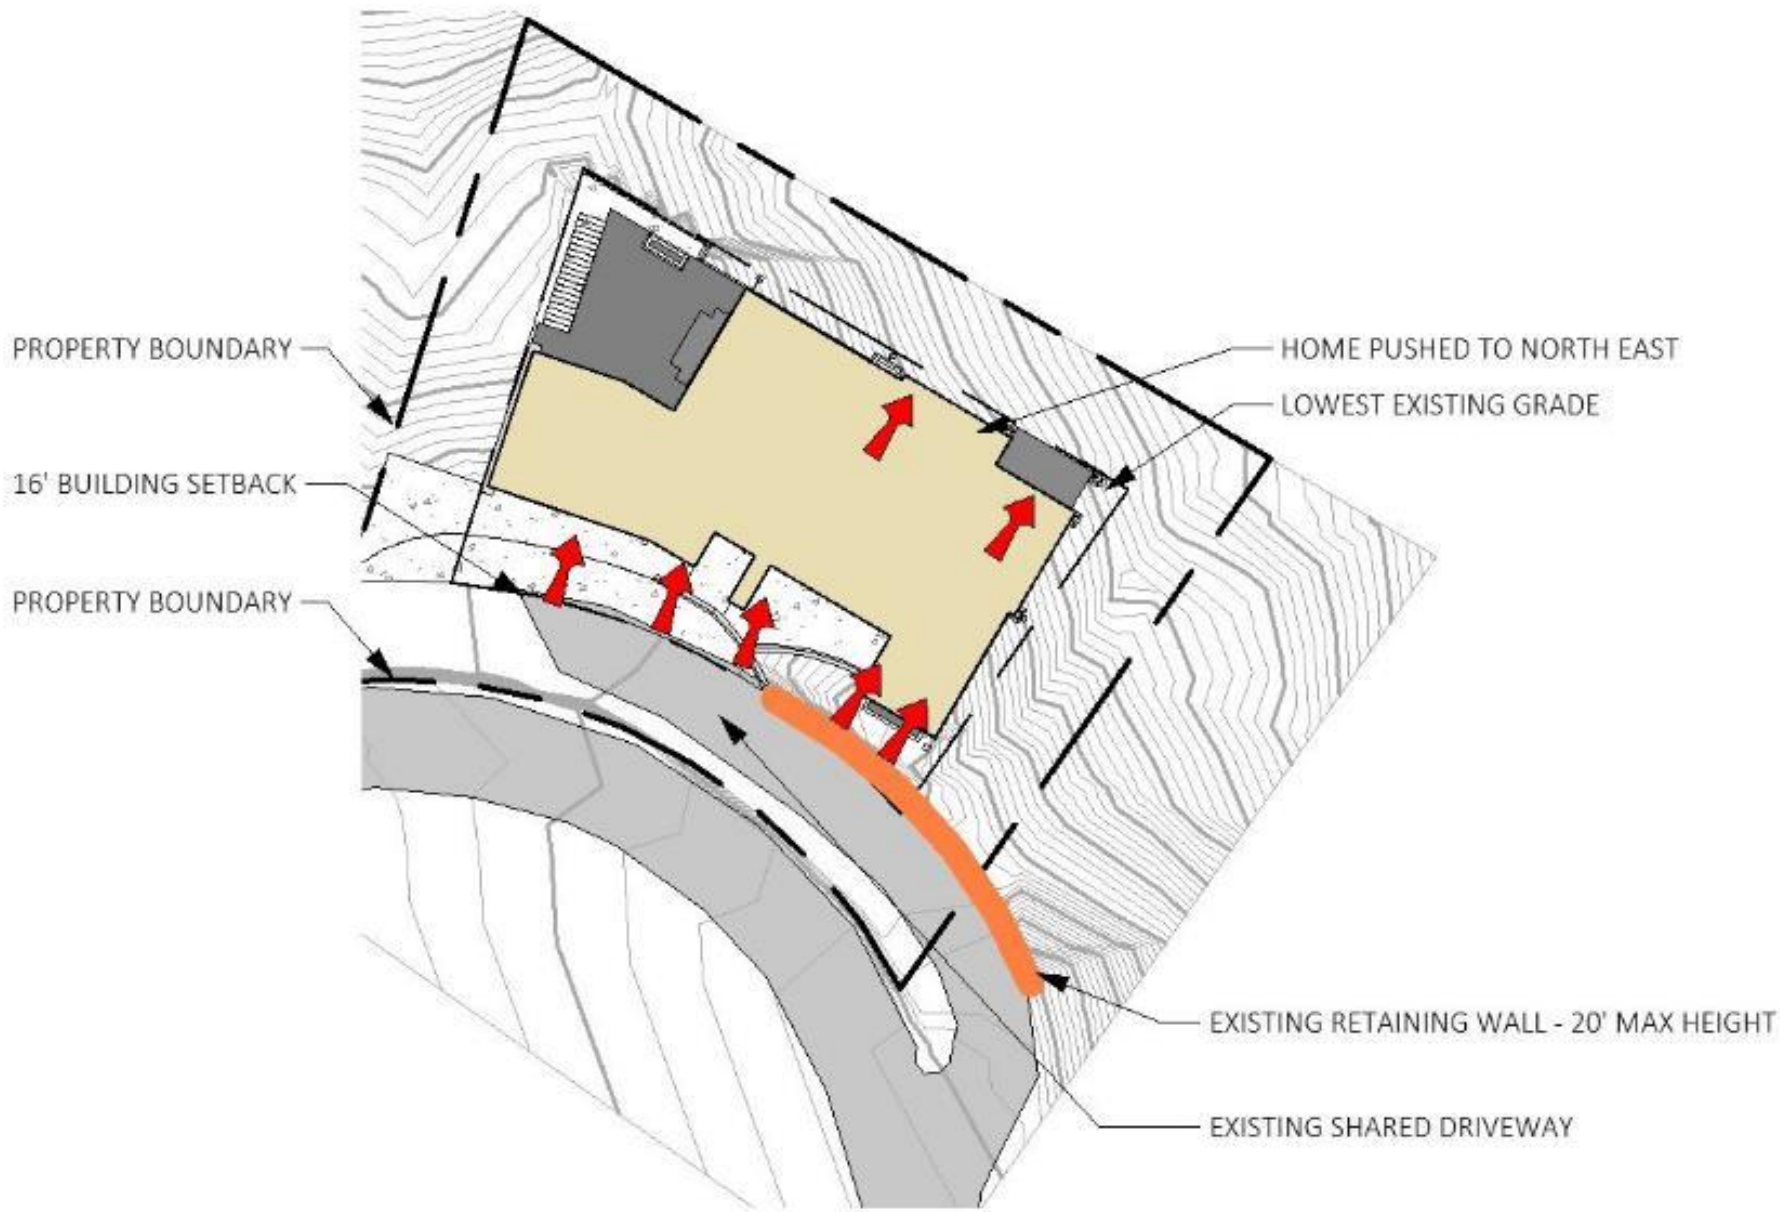 PROPERTY BOUNDARY
16' BUILDING SETBACK
PROPERTY BOUNDARY
HOME PUSHED TO NORTH EAST
LOWEST EXISTING GRADE
EXISTING RETAINING WALL - 20' MAX HEIGHT
EXISTING SHARED DRIVEWAY